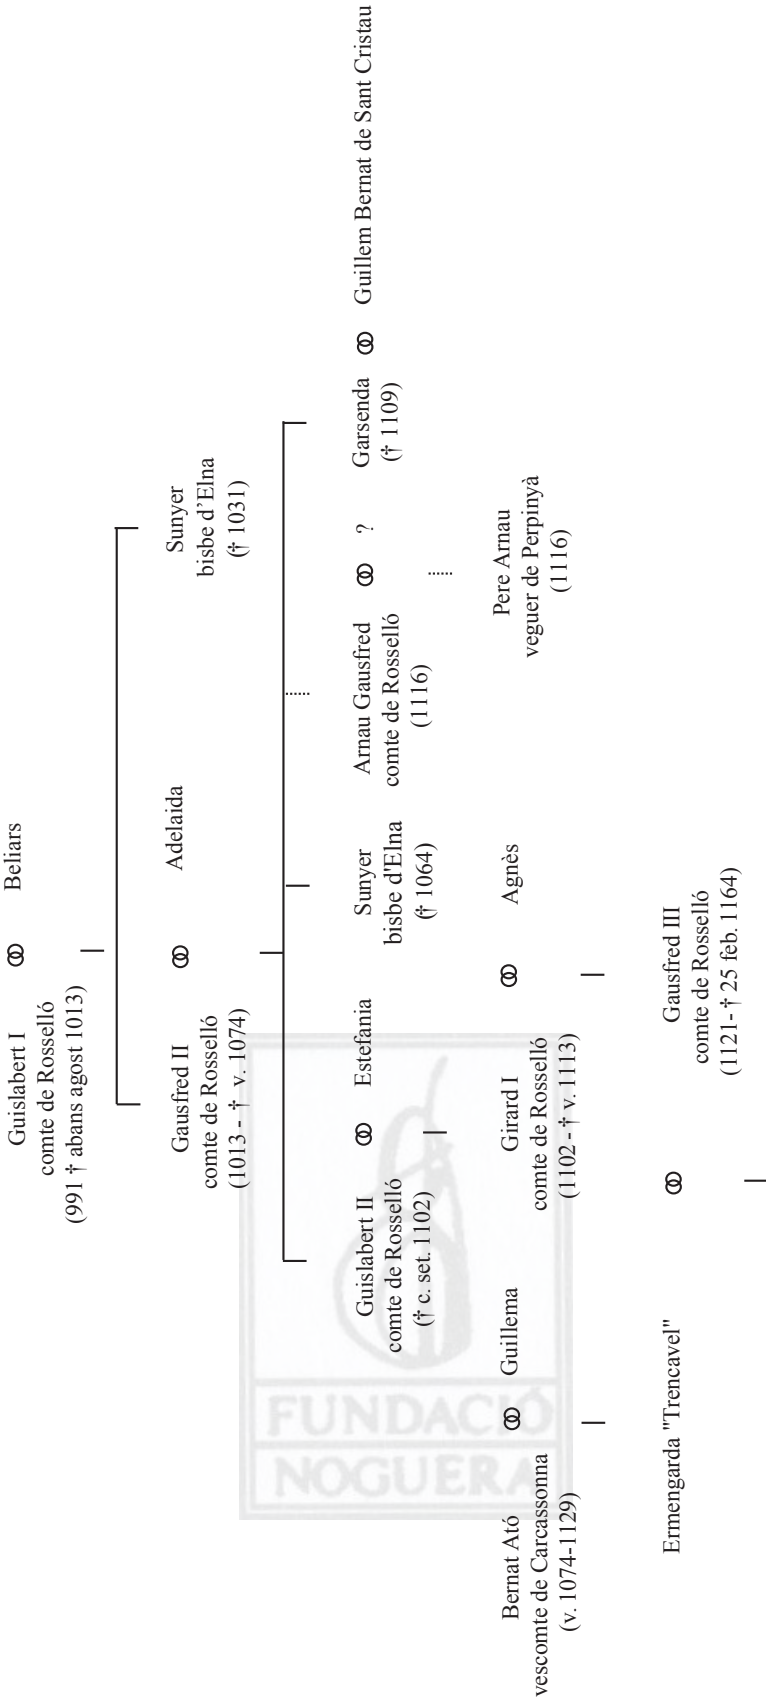 Guislabert I
comte de Rosselló
(991 † abans agost 1013)
Beliars
Gausfred II
comte de Rosselló
(1013 - † v. 1074)
Adelaida
Sunyer
bisbe d’Elna
(† 1031)
Guislabert II
comte de Rosselló
(† c. set. 1102)
Estefania
Sunyer
bisbe d'Elna
(† 1064)
Arnau Gausfred
comte de Rosselló
(1116)
?
Garsenda
(† 1109)
Guillem Bernat de Sant Cristau
Bernat Ató
vescomte de Carcassonna
(v. 1074-1129)
Guillema
Girard I
comte de Rosselló
(1102 - † v. 1113)
Agnès
Pere Arnau
veguer de Perpinyà
(1116)
Ermengarda "Trencavel"
Gausfred III
comte de Rosselló
(1121- † 25 feb. 1164)
FUNDACIÓ
NOGUERA